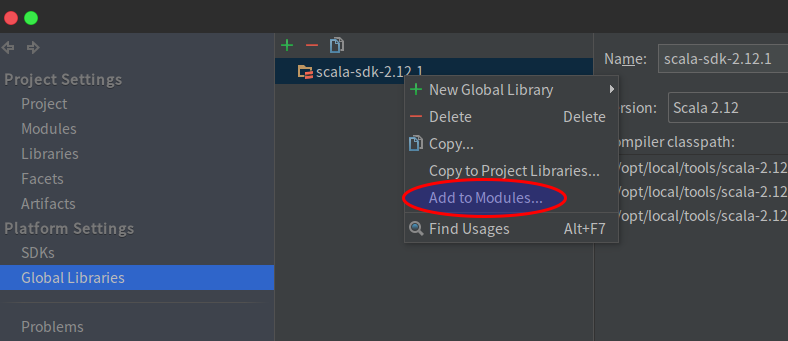 Project Settings
Project
Modules
Libraries
Facets
Artifacts
Platform Settings
SDKs
Global Libraries
Problems
scala-sdk-2.12.1
New Global Library
Delete Delete
Copy...
Copy to Project Libraries...
Add to Modules...
Find Usages Alt+F7
Name: scala-sdk-2.12.1
ersion: Scala 2.12
ompiler classpath:
/opt/local/tools/scala-2.12
/opt/local/tools/scala-2.12
/opt/local/tools/scala-2.12